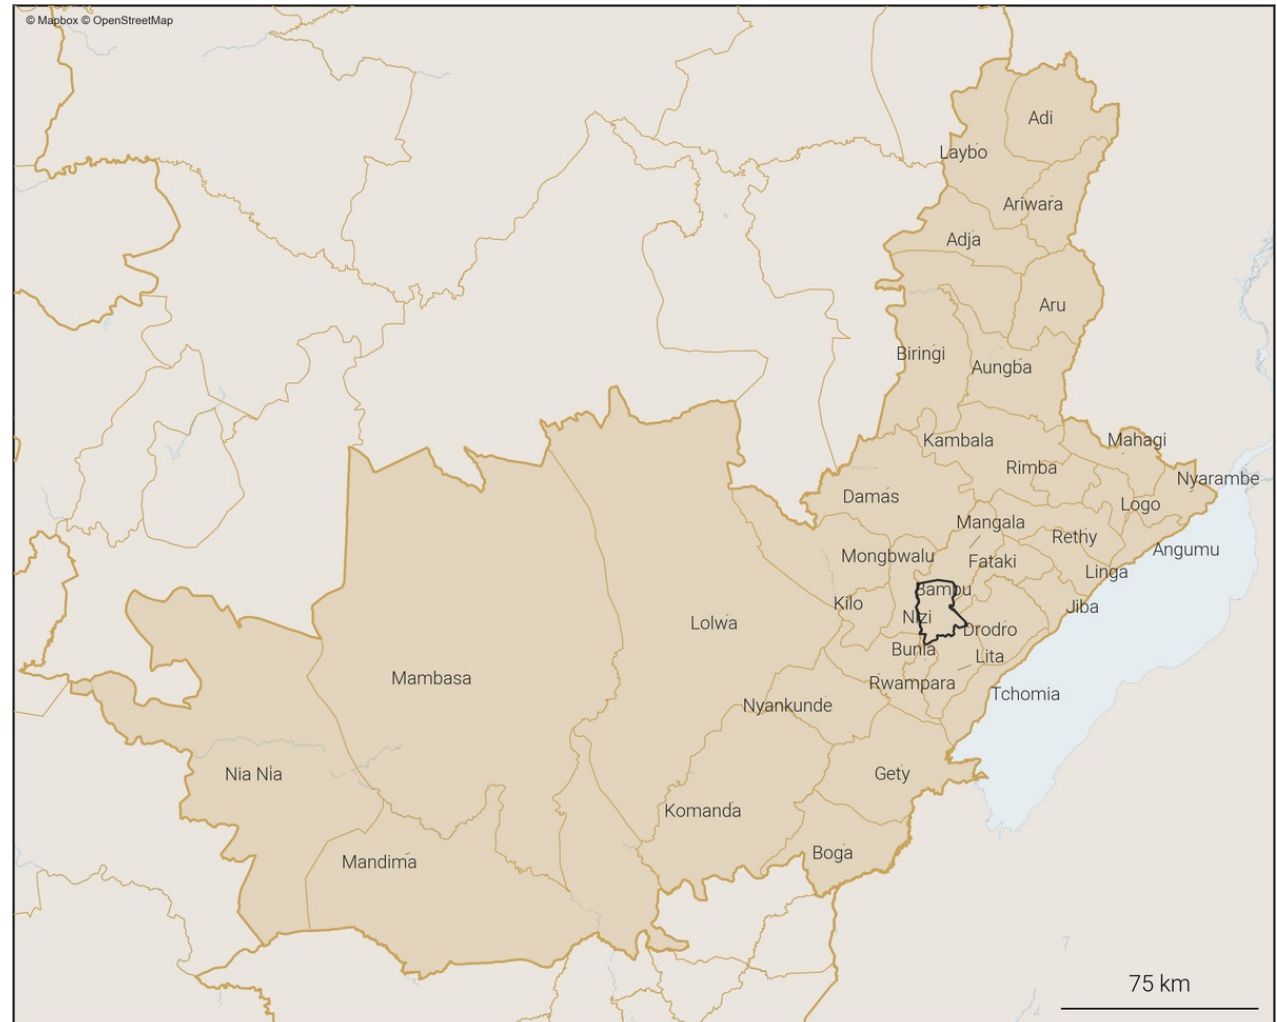 © Mapbox © OpenStreetMap
Adi
Laybo
Ariwara
Adja
Aru
Biringi
Aungba
Kambala
Mahagi
Rimba
Nyarambe
Damas
Logo
Mangala
Rethy
Angumu
Mongbwalu
Fataki
Linga
Bambu
Kilo
Jiba
Nizi
Lolwa
Drodro
Bunia
Lita
Mambasa
Rwampara
Tchomia
Nyankunde
Nia Nia
Gety
Komanda
Boga
Mandima
75 km